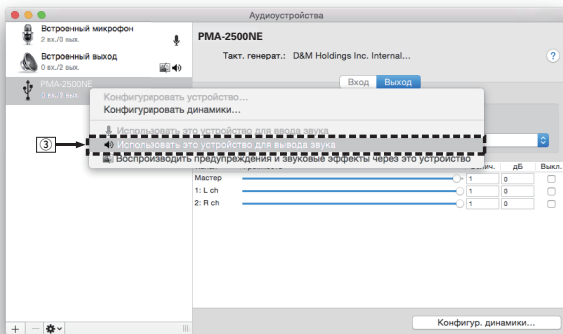 Аудиоустройства
Встроенный микрофон
2 вх./0 вых.
Встроенный выход
0 вх./2 вых.
PMA-2500NE
0 вх./2 вых.
PMA-2500NE
Такт. генерат.: D&M Holdings Inc. Internal...
?
Вход Выход
Конфигурировать устройство...
Конфигурировать динамики...
Использовать это устройство для ввода звука
③ Использовать это устройство для вывода звука
Воспроизводить предупреждения и звуковые эффекты через это устройство
дБ Выкл.
Мастер 1 0
1: L ch 1 0
2: R ch 1 0
Конфигур. динамики...